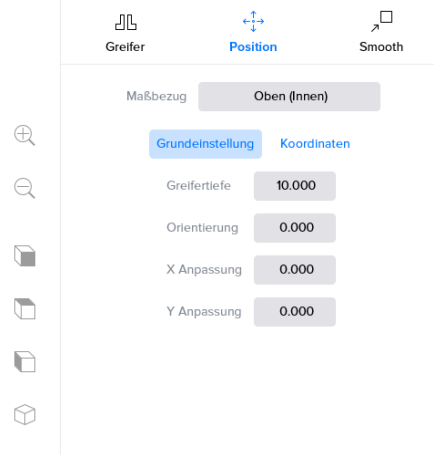 Greifer
Position
Smooth
Maßbezug
Oben (Innen)
Grundeinstellung
Koordinaten
Greifertiefe
10.000
Orientierung
0.000
X Anpassung
0.000
Y Anpassung
0.000